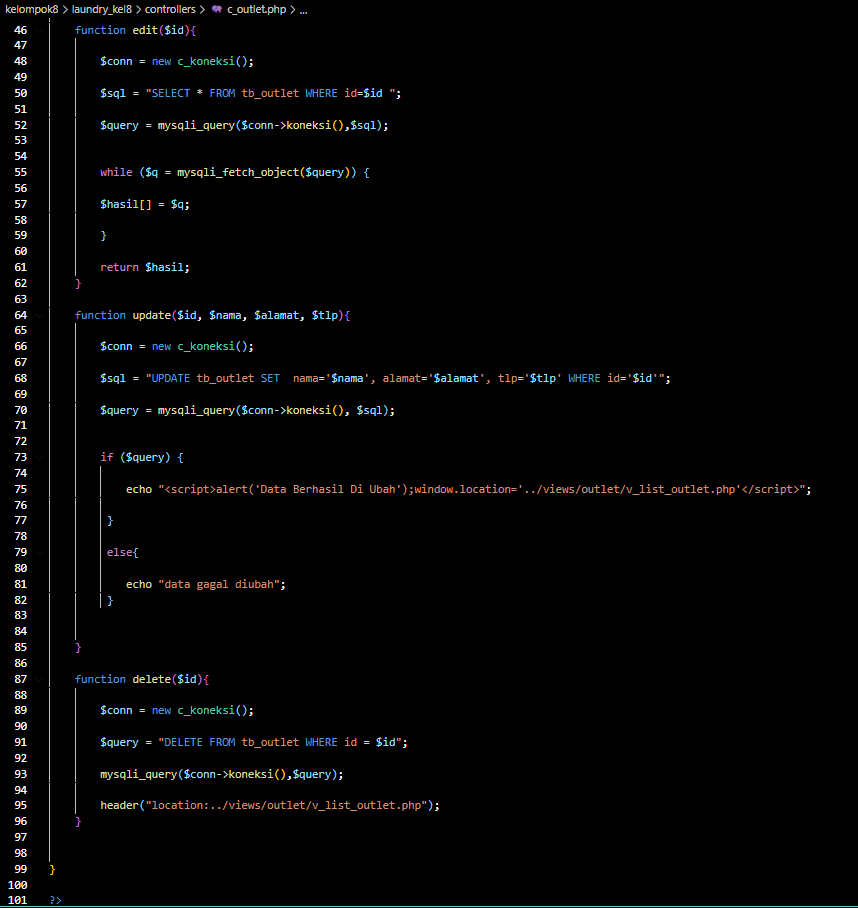 kelompok8 > laundry_kel8 > controllers > c_outlet.php > ...
46 function edit($id){
47
48 $conn = new c_koneksi();
49
50 $sql = "SELECT * FROM tb_outlet WHERE id=$id ";
51
52 $query = mysqli_query($conn->koneksi(),$sql);
53
54
55 while ($q = mysqli_fetch_object($query)) {
56
57 $hasil[] = $q;
58
59 }
60
61 return $hasil;
62 }
63
64 function update($id, $nama, $alamat, $tlp){
65
66 $conn = new c_koneksi();
67
68 $sql = "UPDATE tb_outlet SET  nama='$nama', alamat='$alamat', tlp='$tlp' WHERE id='$id'";
69
70 $query = mysqli_query($conn->koneksi(), $sql);
71
72
73 if ($query) {
74
75 echo "<script>alert('Data Berhasil Di Ubah');window.location='../views/outlet/v_list_outlet.php'</script>";
76
77 }
78
79 else{
80
81 echo "data gagal diubah";
82 }
83
84
85 }
86
87 function delete($id){
88
89 $conn = new c_koneksi();
90
91 $query = "DELETE FROM tb_outlet WHERE id = $id";
92
93 mysqli_query($conn->koneksi(),$query);
94
95 header("location:../views/outlet/v_list_outlet.php");
96 }
97
98
99 }
100
101 ?>